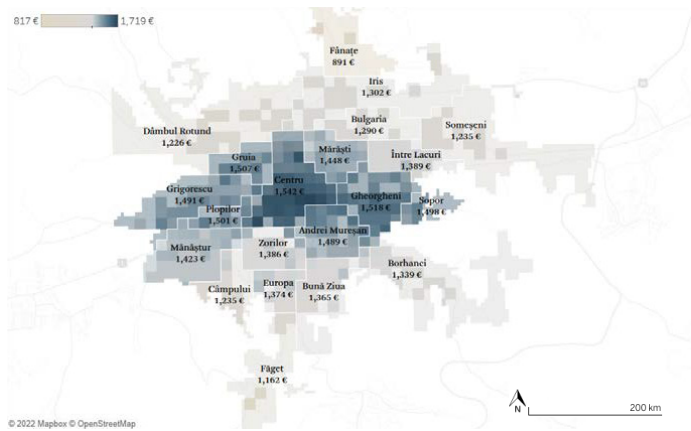 817 €
1,719 €
Fânațe
891 €
Iris
1,302 €
Bulgaria
1,290 €
Someșeni
1,235 €
Dâmbul Rotund
1,226 €
Mărăști
1,448 €
Gruia
1,507 €
Între Lacuri
1,389 €
Centro
1,542 €
Grigorescu
1,491 €
Gheorgheni
1,518 €
Sopor
1,498 €
Plopilor
1,501 €
Andrei Mureșan
1,489 €
Mănăștur
1,423 €
Zorilor
1,386 €
Borhanci
1,339 €
Câmpului
1,235 €
Europa
1,374 €
Bună Ziua
1,365 €
Făget
1,162 €
N
200 km
© 2022 Mapbox © OpenStreetMap